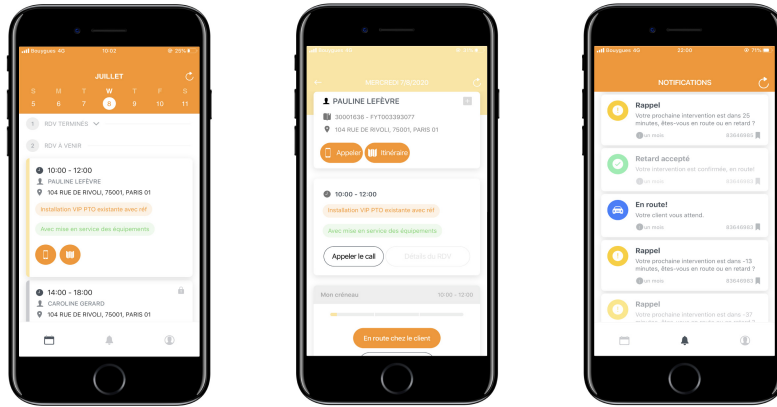 Bouygues 4G 10:02 29%
JUILLET
S M T W T F S
5 6 7 8 9 10 11
1 RDV TERMINÉS
2 RDV À VENIR
10:00 - 12:00
PAULINE LEFÈVRE
104 RUE DE RIVOLI, 75001, PARIS 01
Installation VIP PTO existante avec réf
Avec mise en service des équipements
14:00 - 18:00
CAROLINE GERARD
104 RUE DE RIVOLI, 75001, PARIS 01
MERCREDI 7/8/2020
PAULINE LEFÈVRE
30001636 - FYT003393077
104 RUE DE RIVOLI, 75001, PARIS 01
Appeler
Itinéraire
10:00 - 12:00
Installation VIP PTO existante avec réf
Avec mise en service des équipements
Appeler le call
Détails du RDV
Mon créneau 10:00 - 12:00
En route chez le client
Bouygues 4G 22:00 71%
NOTIFICATIONS
Rappel
Votre prochaine intervention est dans 25
minutes, êtes-vous en route ou en retard ?
un mois 83646985
Retard accepté
Votre intervention est confirmée, en route!
un mois 83646983
En route!
Votre client vous attend.
un mois 83646983
Rappel
Votre prochaine intervention est dans -13
minutes, êtes-vous en route ou en retard ?
un mois 83646983
Rappel
Votre prochaine intervention est dans -37